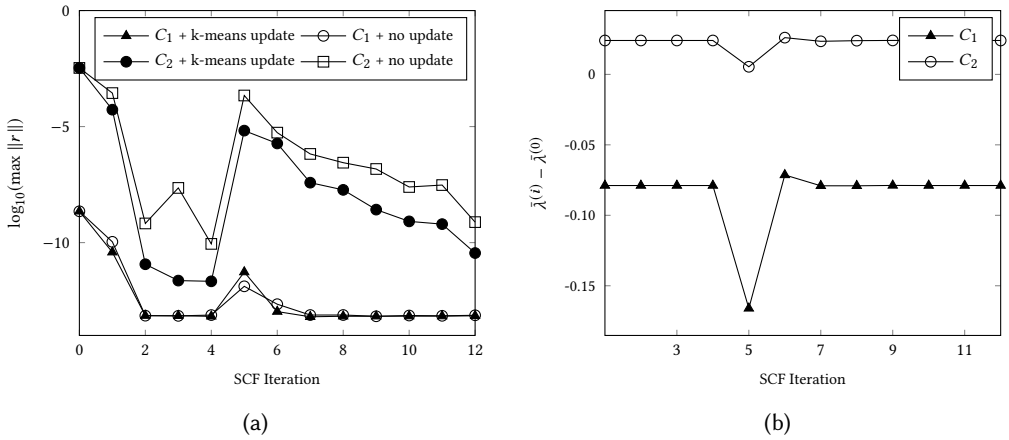 −0
−5
−10
log₁₀(max ||r||)
C₁ + k-means update
C₁ + no update
C₂ + k-means update
C₂ + no update
0 2 4 6 8 10 12
SCF Iteration
(a)
0
-0.05
-0.10
-0.15
λ̄⁽ⁱ⁾ − λ̄⁽⁰⁾
C₁
C₂
3 5 7 9 11
SCF Iteration
(b)